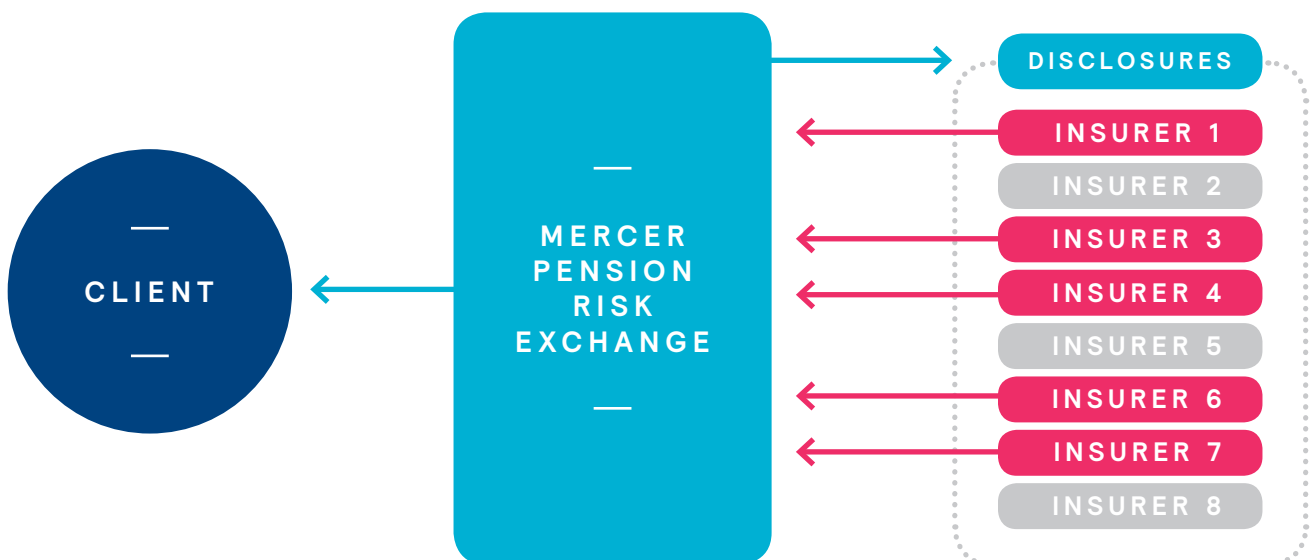 CLIENT
MERCER
PENSION
RISK
EXCHANGE
DISCLOSURES
INSURER 1
INSURER 2
INSURER 3
INSURER 4
INSURER 5
INSURER 6
INSURER 7
INSURER 8